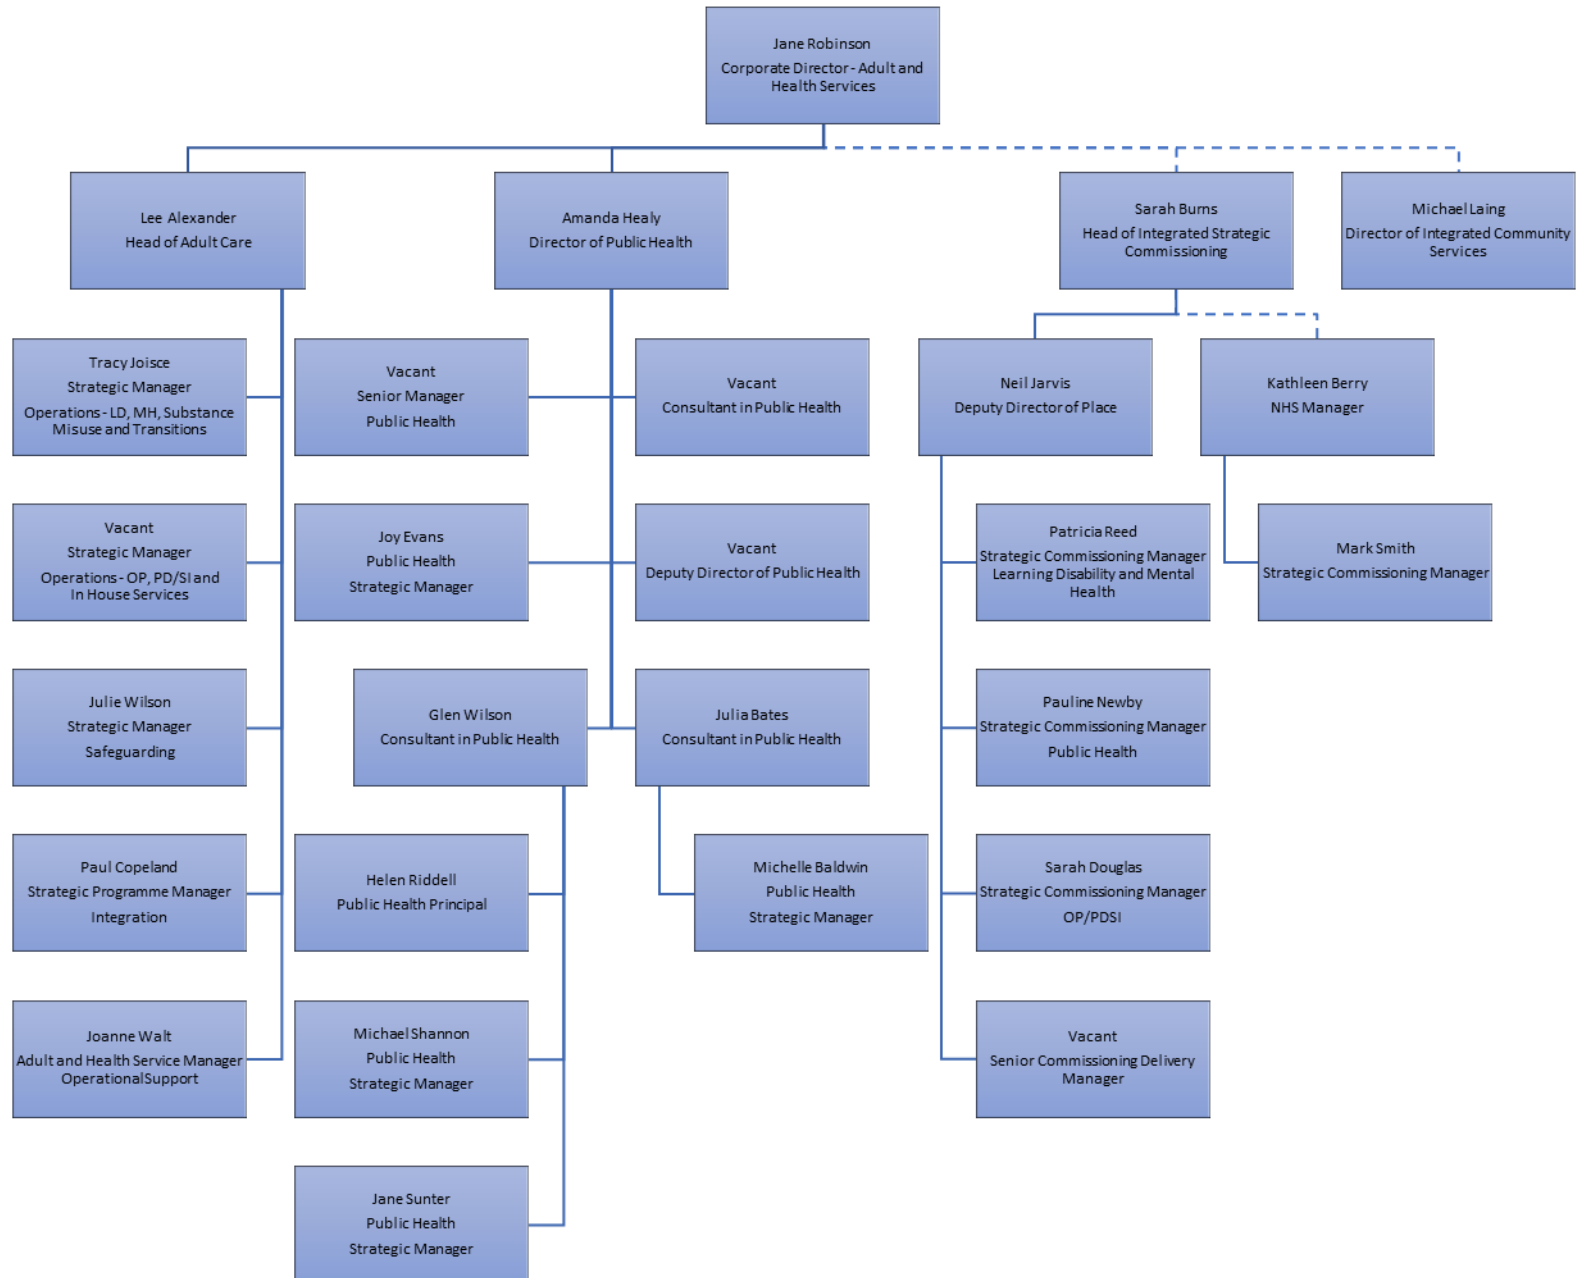 Jane Robinson
Corporate Director - Adult and
Health Services
Lee Alexander
Head of Adult Care
Amanda Healy
Director of Public Health
Sarah Burns
Head of Integrated Strategic
Commissioning
Michael Laing
Director of Integrated Community
Services
Tracy Joisce
Strategic Manager
Operations - LD, MH, Substance
Misuse and Transitions
Vacant
Senior Manager
Public Health
Vacant
Consultant in Public Health
Neil Jarvis
Deputy Director of Place
Kathleen Berry
NHS Manager
Vacant
Strategic Manager
Operations - OP, PD/SI and
In House Services
Joy Evans
Public Health
Strategic Manager
Vacant
Deputy Director of Public Health
Patricia Reed
Strategic Commissioning Manager
Learning Disability and Mental
Health
Mark Smith
Strategic Commissioning Manager
Julie Wilson
Strategic Manager
Safeguarding
Glen Wilson
Consultant in Public Health
Julia Bates
Consultant in Public Health
Pauline Newby
Strategic Commissioning Manager
Public Health
Paul Copeland
Strategic Programme Manager
Integration
Helen Riddell
Public Health Principal
Michelle Baldwin
Public Health
Strategic Manager
Sarah Douglas
Strategic Commissioning Manager
OP/PDSI
Joanne Walt
Adult and Health Service Manager
Operational Support
Michael Shannon
Public Health
Strategic Manager
Vacant
Senior Commissioning Delivery
Manager
Jane Sunter
Public Health
Strategic Manager